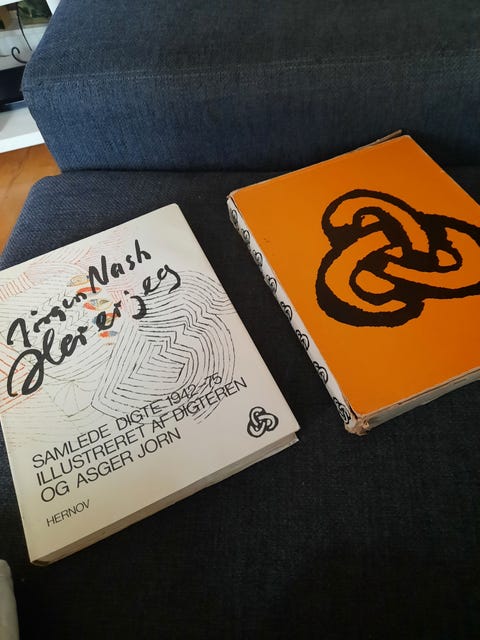 Jørgen Nash
Her er jeg
SAMLEDE DIGTE 1942-75
ILLUSTRERET AF DIGTEREN
OG ASGER JORN
HERNOV